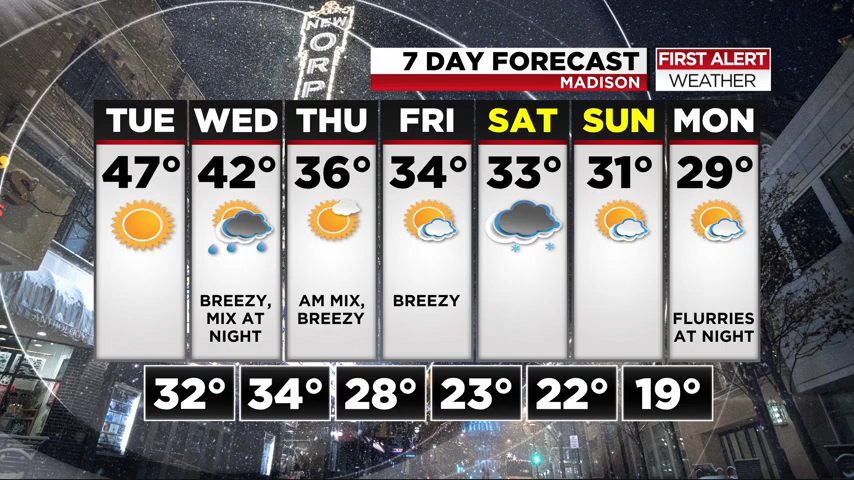 NEW
ORP
7 DAY FORECAST
MADISON
FIRST ALERT
WEATHER
TUE WED THU FRI SAT SUN MON
47° 42° 36° 34° 33° 31° 29°
BREEZY,
MIX AT
NIGHT
AM MIX,
BREEZY
BREEZY
FLURRIES
AT NIGHT
32° 34° 28° 23° 22° 19°